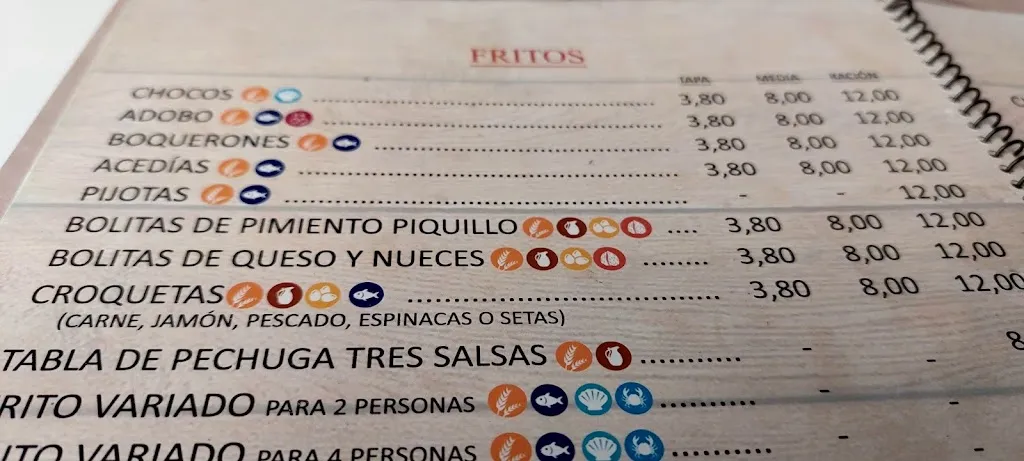 FRITOS
TAPA MEDIA RACIÓN
CHOCOS 3,80 8,00 12,00
ADOBO 3,80 8,00 12,00
BOQUERONES 3,80 8,00 12,00
ACEDÍAS 3,80 8,00 12,00
PIJOTAS - - 12,00
BOLITAS DE PIMIENTO PIQUILLO .... 3,80 8,00 12,00
BOLITAS DE QUESO Y NUECES ........ 3,80 8,00 12,00
CROQUETAS 3,80 8,00 12,00
(CARNE, JAMÓN, PESCADO, ESPINACAS O SETAS)
TABLA DE PECHUGA TRES SALSAS - - 8
RITO VARIADO PARA 2 PERSONAS - -
ITO VARIADO PARA 4 PERSONAS - -